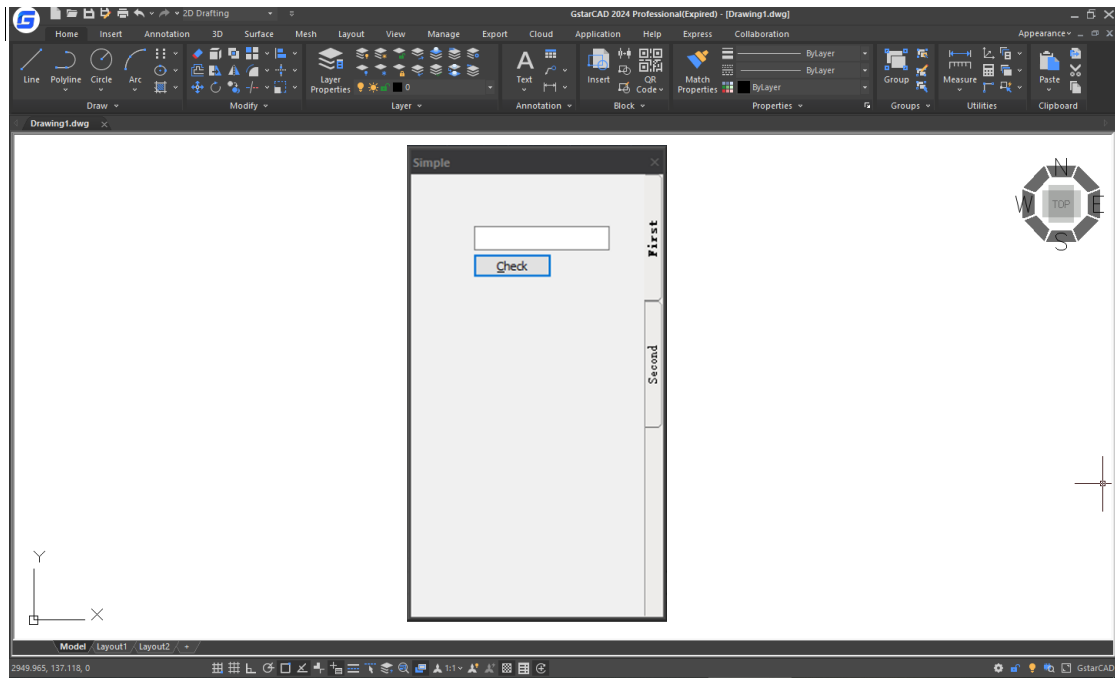 2D Drafting
GstarCAD 2024 Professional(Expired) - [Drawing1.dwg]
Home Insert Annotation 3D Surface Mesh Layout View Manage Export Cloud Application Help Express Collaboration Appearance
Line Polyline Circle Arc
Draw
Modify
Layer
Properties
0
Layer
Text
Annotation
Insert
QR
Code
Block
Match
Properties
ByLayer
ByLayer
ByLayer
Properties
Group
Groups
Measure
Utilities
Paste
Clipboard
Drawing1.dwg
Simple
First
Second
Check
N
W TOP E
S
Y
X
Model Layout1 Layout2 +
2949.965, 137.118, 0
1:1
GstarCAD